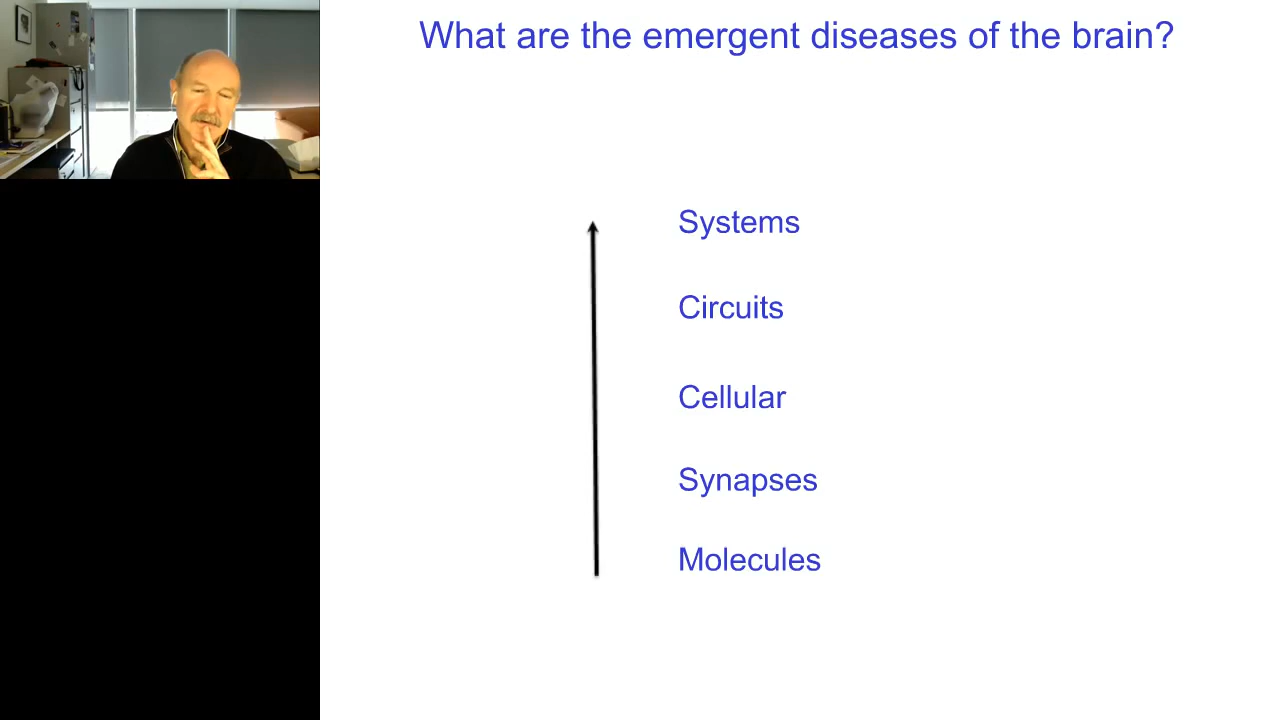 What are the emergent diseases of the brain?
Systems
Circuits
Cellular
Synapses
Molecules